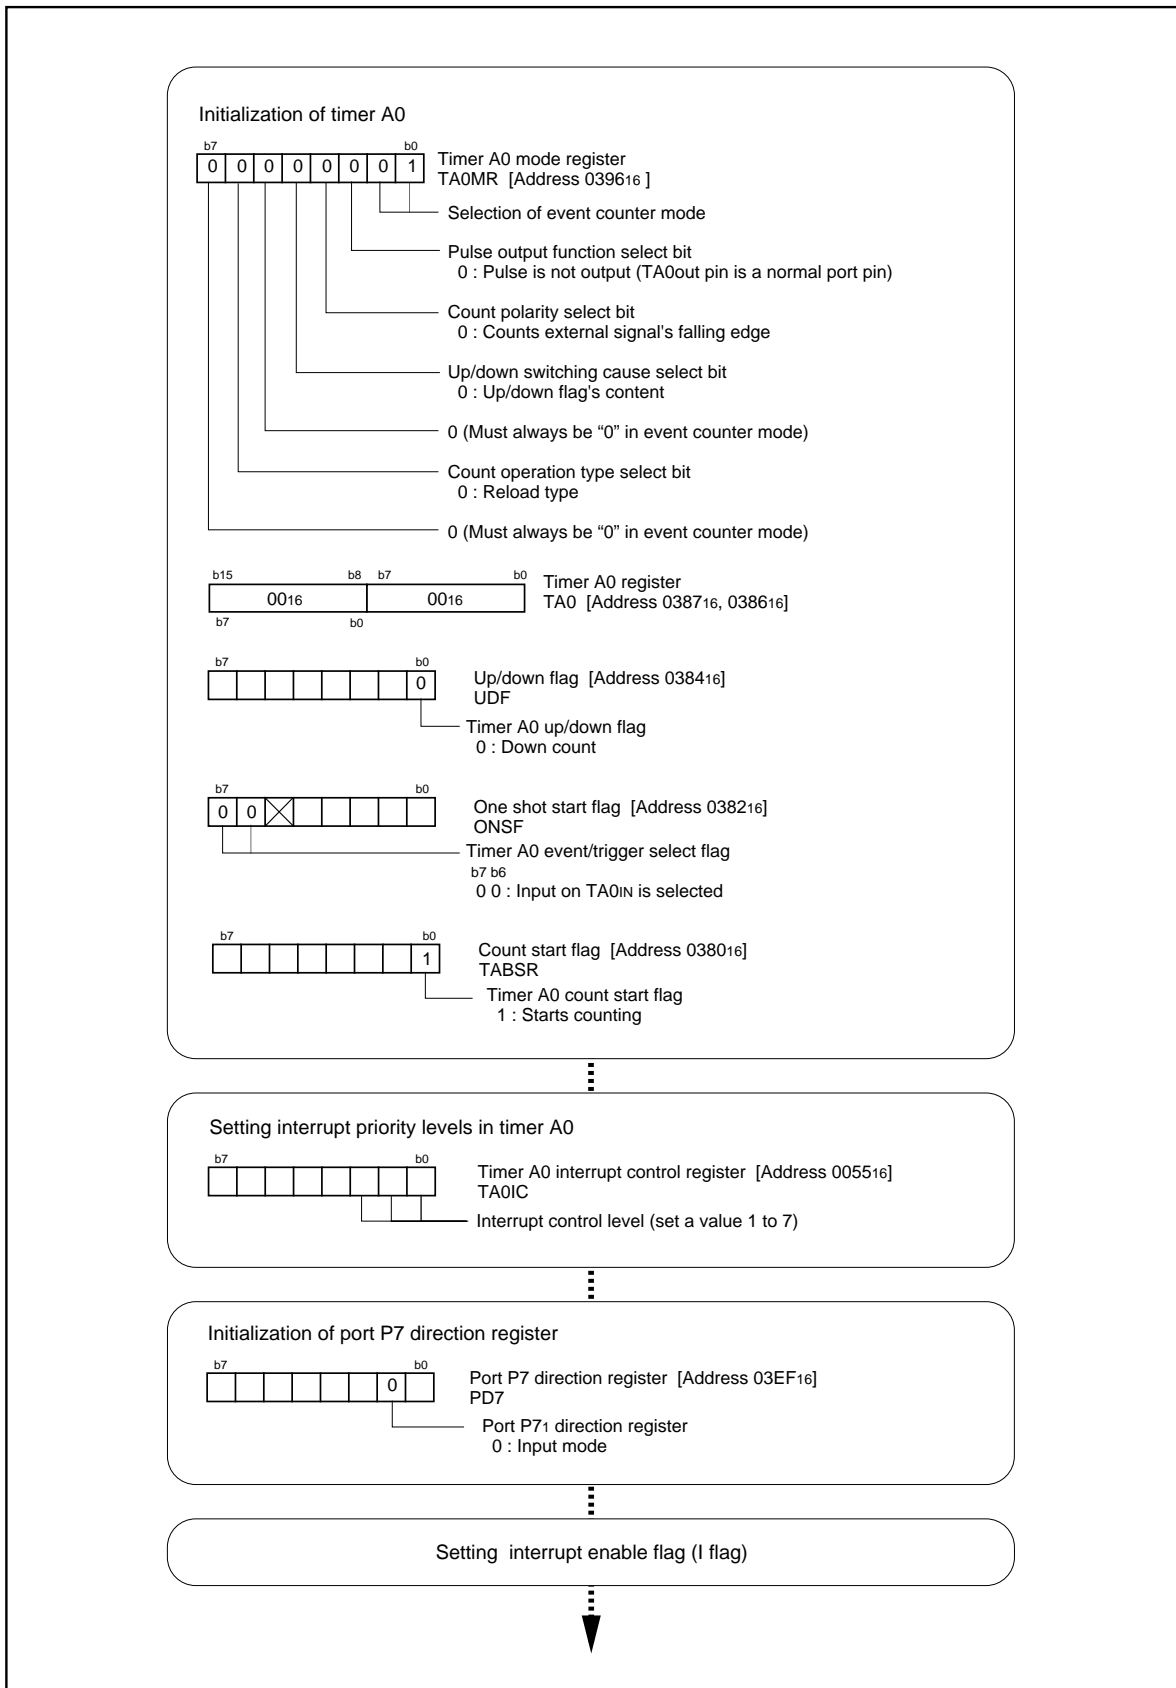 Initialization of timer A0
b7 b0
0 0 0 0 0 0 0 1
Timer A0 mode register
TA0MR [Address 039616 ]
Selection of event counter mode
Pulse output function select bit
0 : Pulse is not output (TA0out pin is a normal port pin)
Count polarity select bit
0 : Counts external signal's falling edge
Up/down switching cause select bit
0 : Up/down flag's content
0 (Must always be “0” in event counter mode)
Count operation type select bit
0 : Reload type
0 (Must always be “0” in event counter mode)
b15 b8 b7 b0
0016 0016
b7 b0
Timer A0 register
TA0 [Address 038716, 038616]
b7 b0
0
Up/down flag [Address 038416]
UDF
Timer A0 up/down flag
0 : Down count
b7 b0
0 0
One shot start flag [Address 038216]
ONSF
Timer A0 event/trigger select flag
b7 b6
0 0 : Input on TA0IN is selected
b7 b0
1
Count start flag [Address 038016]
TABSR
Timer A0 count start flag
1 : Starts counting
Setting interrupt priority levels in timer A0
b7 b0
Timer A0 interrupt control register [Address 005516]
TA0IC
Interrupt control level (set a value 1 to 7)
Initialization of port P7 direction register
b7 b0
0
Port P7 direction register [Address 03EF16]
PD7
Port P71 direction register
0 : Input mode
Setting interrupt enable flag (I flag)